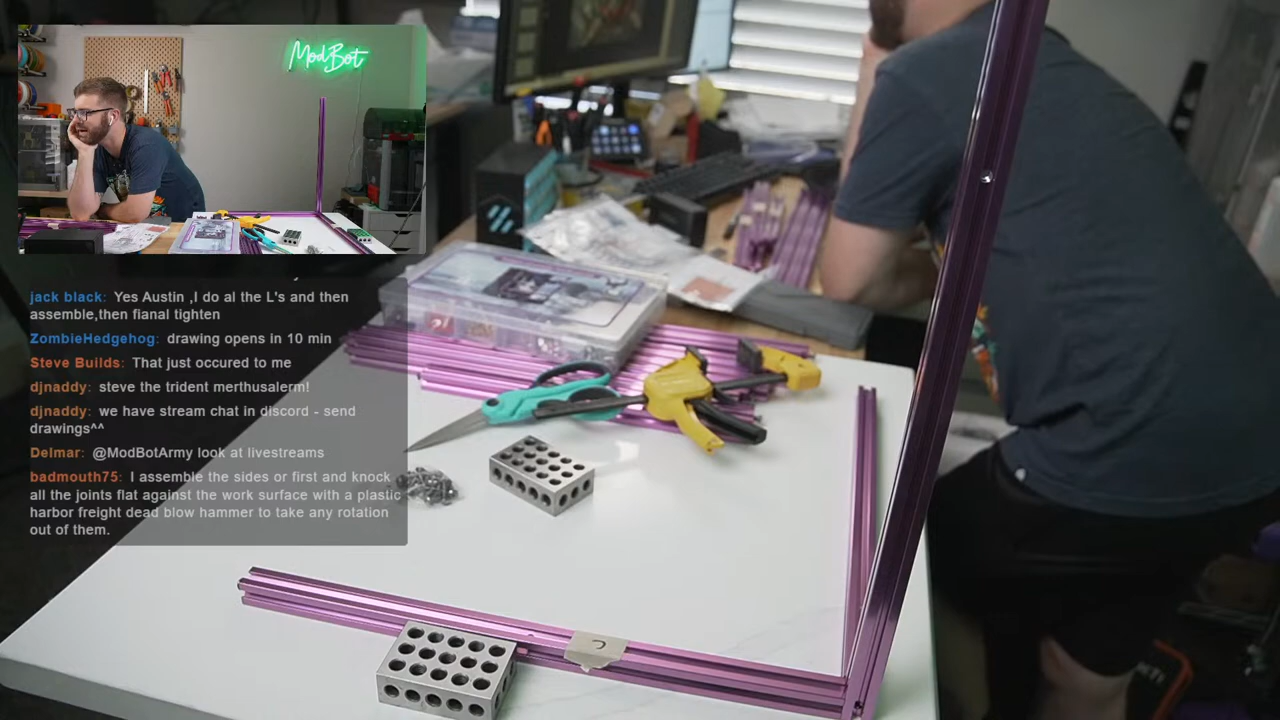 ModBot
jack black: Yes Austin ,I do al the L's and then
assemble,then fianal tighten
ZombieHedgehog: drawing opens in 10 min
Steve Builds: That just occured to me
djnaddy: steve the trident merthusalerm!
djnaddy: we have stream chat in discord - send
drawings^^
Delmar: @ModBotArmy look at livestreams
badmouth75: I assemble the sides or first and knock
all the joints flat against the work surface with a plastic
harbor freight dead blow hammer to take any rotation
out of them.